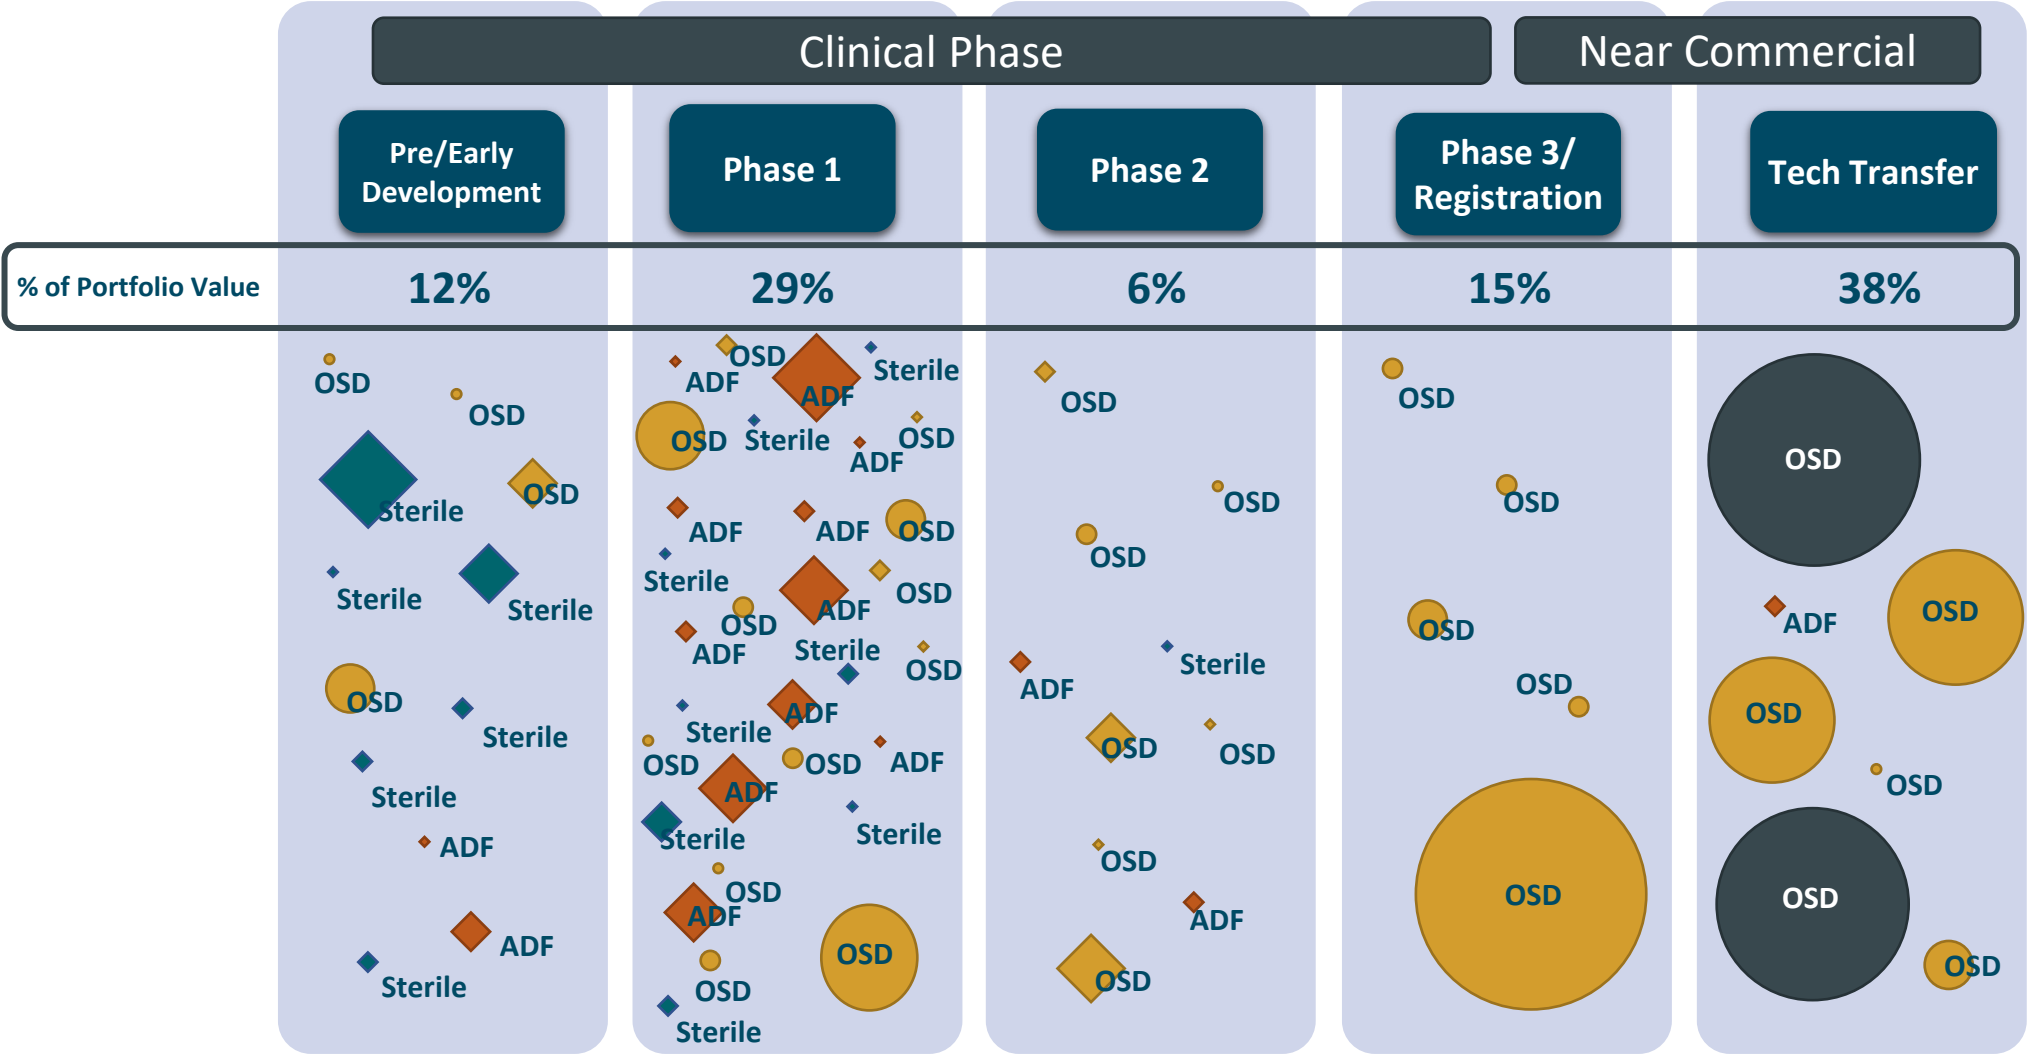 Clinical Phase
Near Commercial
Pre/Early
Development
Phase 1
Phase 2
Phase 3/
Registration
Tech Transfer
% of Portfolio Value
12%
29%
6%
15%
38%
OSD
OSD
Sterile
OSD
Sterile
Sterile
OSD
Sterile
Sterile
ADF
ADF
Sterile
OSD
ADF
ADF
Sterile
OSD
Sterile
OSD
ADF
ADF
ADF
OSD
Sterile
OSD
ADF
OSD
ADF
Sterile
OSD
ADF
Sterile
OSD
OSD
ADF
ADF
Sterile
Sterile
OSD
ADF
OSD
OSD
Sterile
OSD
OSD
OSD
Sterile
ADF
OSD
OSD
OSD
ADF
OSD
OSD
OSD
OSD
OSD
OSD
OSD
OSD
ADF
OSD
OSD
OSD
OSD